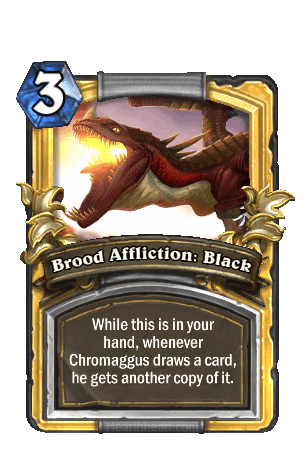 3
Brood Affliction: Black
While this is in your
hand, whenever
Chromaggus draws a card,
he gets another copy of it.